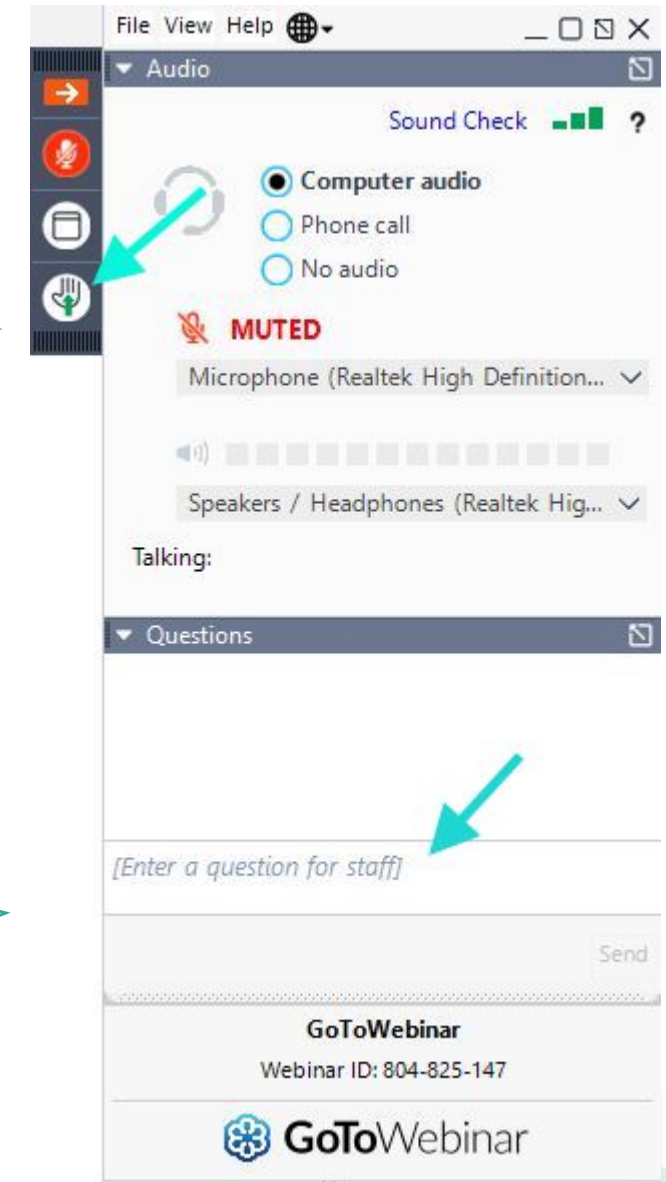 File View Help
Audio
Sound Check ?
Computer audio
Phone call
No audio
MUTED
Microphone (Realtek High Definition...
Speakers / Headphones (Realtek Hig...
Talking:
Questions
[Enter a question for staff]
Send
GoToWebinar
Webinar ID: 804-825-147
GoToWebinar